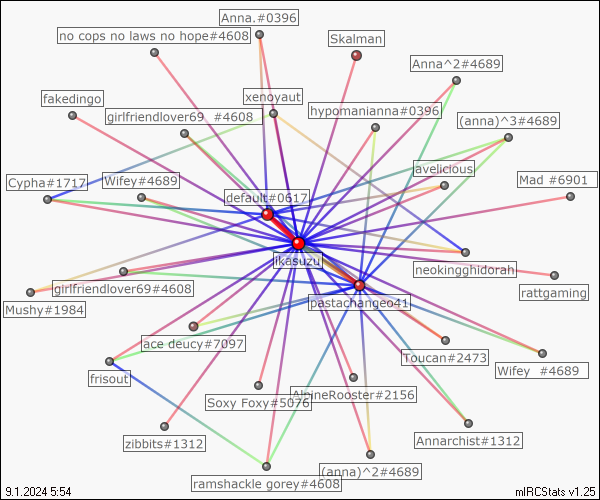 Anna.#0396
no cops no laws no hope#4608
Skalman
Anna^2#4689
fakedingo
xenoyaut
girlfriendlover69 #4608
hypomanianna#0396
(anna)^3#4689
Cypha#1717
Wifey#4689
avelicious
Mad #6901
default#0617
ikasuzu
neokingghidorah
girlfriendlover69#4608
rattgaming
Mushy#1984
pastachangeo41
ace deucy#7097
Toucan#2473
frisout
Wifey #4689
Soxy Foxy#5076
AlpineRooster#2156
zibbits#1312
Annarchist#1312
ramshackle gorey#4608
(anna)^2#4689
9.1.2024 5:54
mIRCStats v1.25